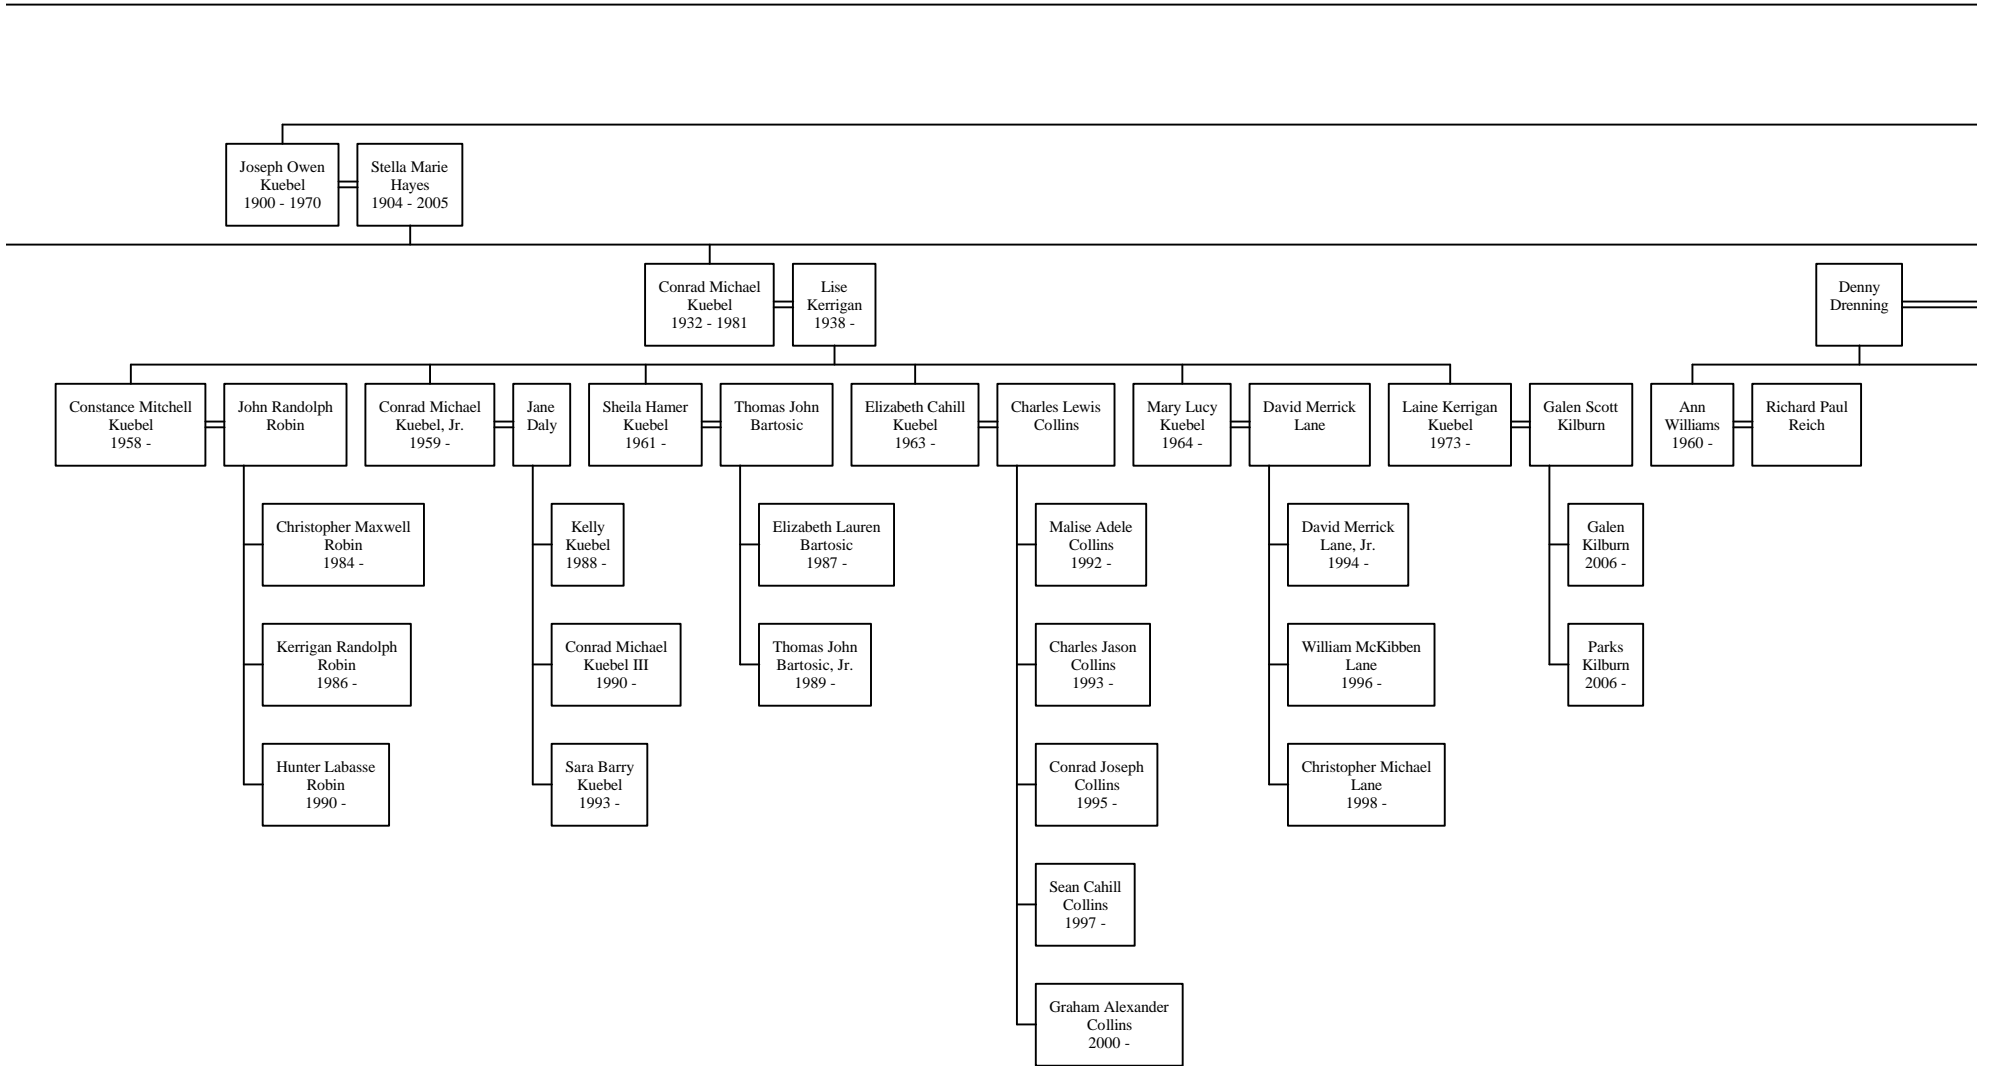 Joseph Owen
Kuebel
1900 - 1970
Stella Marie
Hayes
1904 - 2005
Conrad Michael
Kuebel
1932 - 1981
Lise
Kerrigan
1938 -
Denny
Drenning
Constance Mitchell
Kuebel
1958 -
John Randolph
Robin
Conrad Michael
Kuebel, Jr.
1959 -
Jane
Daly
Sheila Hamer
Kuebel
1961 -
Thomas John
Bartosic
Elizabeth Cahill
Kuebel
1963 -
Charles Lewis
Collins
Mary Lucy
Kuebel
1964 -
David Merrick
Lane
Laine Kerrigan
Kuebel
1973 -
Galen Scott
Kilburn
Ann
Williams
1960 -
Richard Paul
Reich
Christopher Maxwell
Robin
1984 -
Kelly
Kuebel
1988 -
Elizabeth Lauren
Bartosic
1987 -
Malise Adele
Collins
1992 -
David Merrick
Lane, Jr.
1994 -
Galen
Kilburn
2006 -
Kerrigan Randolph
Robin
1986 -
Conrad Michael
Kuebel III
1990 -
Thomas John
Bartosic, Jr.
1989 -
Charles Jason
Collins
1993 -
William McKibben
Lane
1996 -
Parks
Kilburn
2006 -
Hunter Labasse
Robin
1990 -
Sara Barry
Kuebel
1993 -
Conrad Joseph
Collins
1995 -
Christopher Michael
Lane
1998 -
Sean Cahill
Collins
1997 -
Graham Alexander
Collins
2000 -